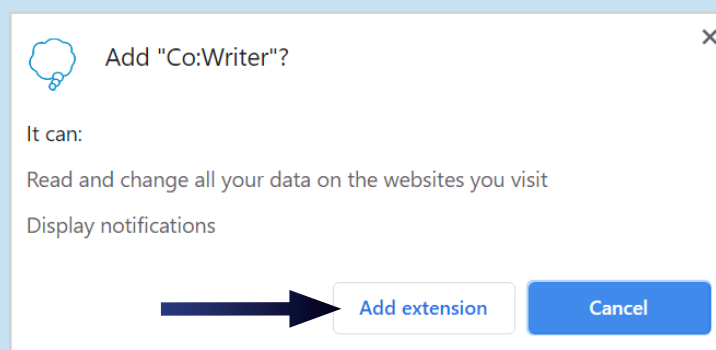 Add "Co:Writer"?
It can:
Read and change all your data on the websites you visit
Display notifications
Add extension
Cancel